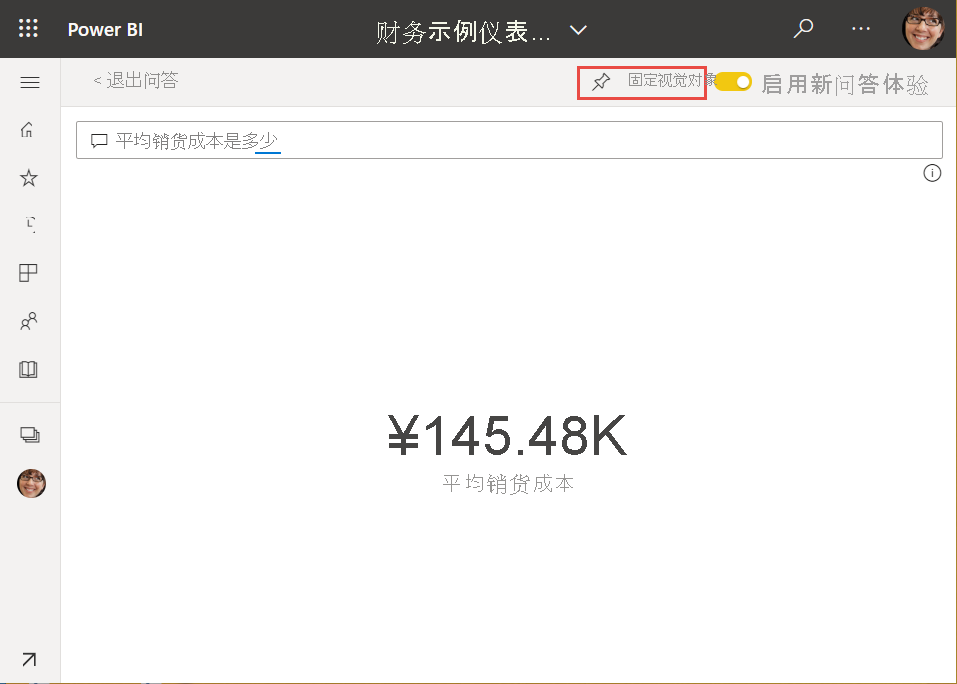 Power BI
财务示例仪表...
< 退出问答
固定视觉对象
启用新问答体验
平均销货成本是多少
¥145.48K
平均销货成本